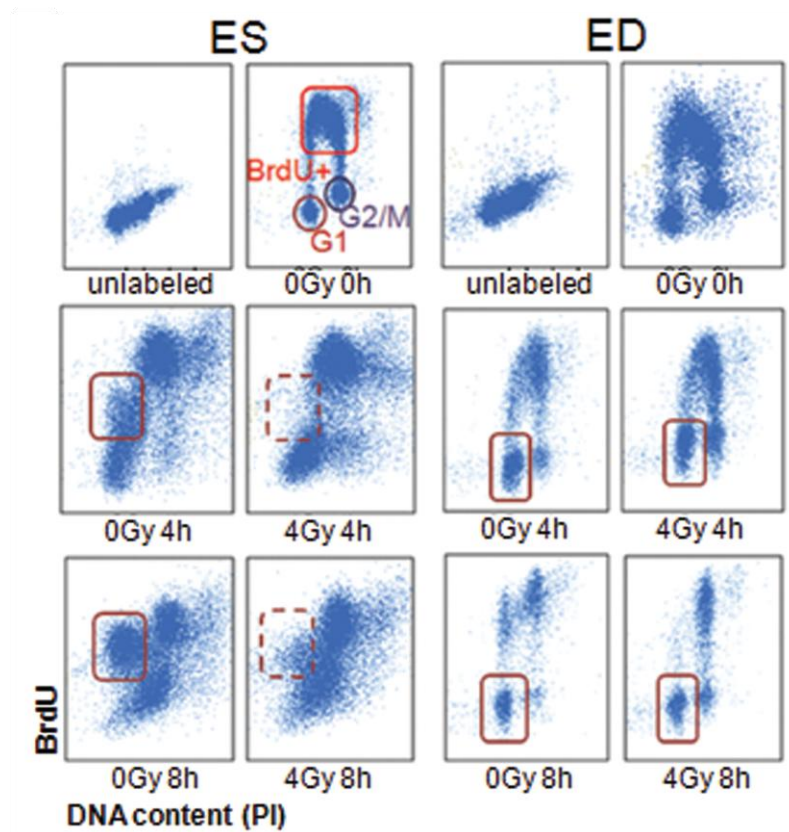 ES ED
BrdU+
G2/M
G1
unlabeled 0Gy 0h unlabeled 0Gy 0h
0Gy 4h 4Gy 4h 0Gy 4h 4Gy 4h
BrdU
0Gy 8h 4Gy 8h 0Gy 8h 4Gy 8h
DNA content (PI)